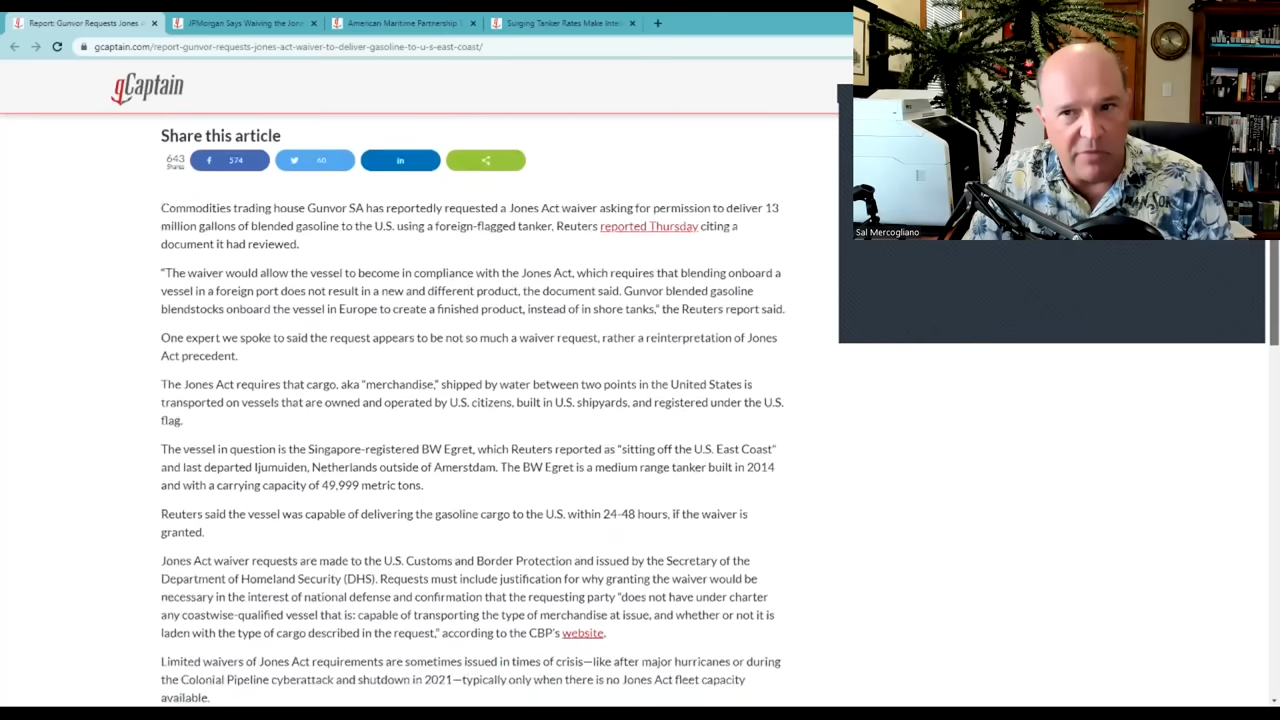 Report: Gunvor Requests Jones A
JPMorgan Says Waiving the Jone
American Maritime Partnership
Surging Tanker Rates Make Inte
gcaptain.com/report-gunvor-requests-jones-act-waiver-to-deliver-gasoline-to-u-s-east-coast/
gCaptain
Sal Mercogliano
Share this article
643
Shares
574
60
in
Commodities trading house Gunvor SA has reportedly requested a Jones Act waiver asking for permission to deliver 13
million gallons of blended gasoline to the U.S. using a foreign-flagged tanker, Reuters reported Thursday citing a
document it had reviewed.
“The waiver would allow the vessel to become in compliance with the Jones Act, which requires that blending onboard a
vessel in a foreign port does not result in a new and different product, the document said. Gunvor blended gasoline
blendstocks onboard the vessel in Europe to create a finished product, instead of in shore tanks,” the Reuters report said.
One expert we spoke to said the request appears to be not so much a waiver request, rather a reinterpretation of Jones
Act precedent.
The Jones Act requires that cargo, aka “merchandise,” shipped by water between two points in the United States is
transported on vessels that are owned and operated by U.S. citizens, built in U.S. shipyards, and registered under the U.S.
flag.
The vessel in question is the Singapore-registered BW Egret, which Reuters reported as “sitting off the U.S. East Coast”
and last departed Ijumuiden, Netherlands outside of Amerstdam. The BW Egret is a medium range tanker built in 2014
and with a carrying capacity of 49,999 metric tons.
Reuters said the vessel was capable of delivering the gasoline cargo to the U.S. within 24-48 hours, if the waiver is
granted.
Jones Act waiver requests are made to the U.S. Customs and Border Protection and issued by the Secretary of the
Department of Homeland Security (DHS). Requests must include justification for why granting the waiver would be
necessary in the interest of national defense and confirmation that the requesting party “does not have under charter
any coastwise-qualified vessel that is: capable of transporting the type of merchandise at issue, and whether or not it is
laden with the type of cargo described in the request,” according to the CBP’s website.
Limited waivers of Jones Act requirements are sometimes issued in times of crisis—like after major hurricanes or during
the Colonial Pipeline cyberattack and shutdown in 2021—typically only when there is no Jones Act fleet capacity
available.